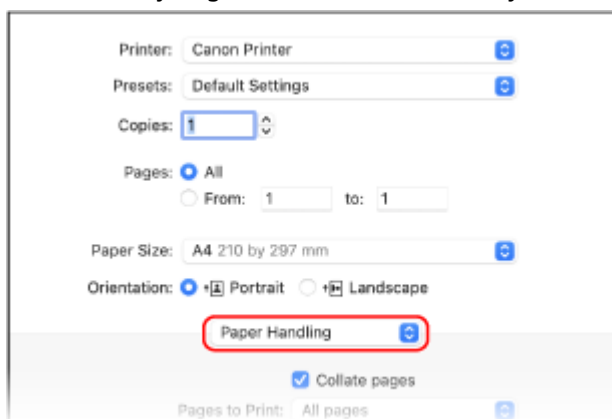 Printer: Canon Printer
Presets: Default Settings
Copies: 1
Pages: All
From: 1 to: 1
Paper Size: A4 210 by 297 mm
Orientation: Portrait Landscape
Paper Handling
Collate pages
Pages to Print: All pages